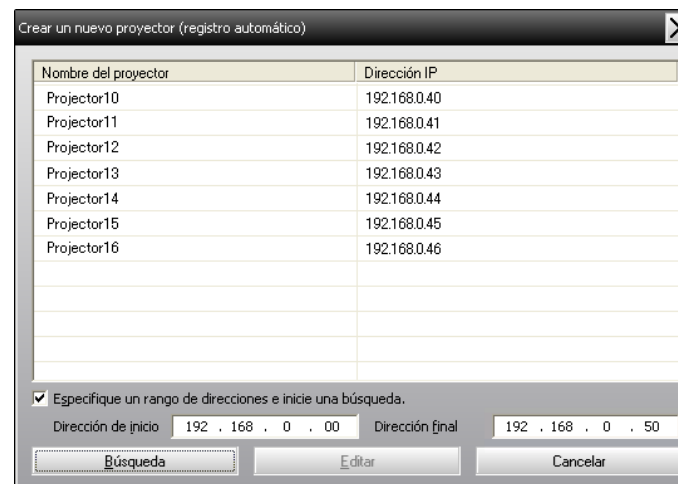 Crear un nuevo proyector (registro automático)
Nombre del proyector Dirección IP
Projector10 192.168.0.40
Projector11 192.168.0.41
Projector12 192.168.0.42
Projector13 192.168.0.43
Projector14 192.168.0.44
Projector15 192.168.0.45
Projector16 192.168.0.46
Especifique un rango de direcciones e inicie una búsqueda.
Dirección de inicio 192 . 168 . 0 . 00 Dirección final 192 . 168 . 0 . 50
Búsqueda Editar Cancelar